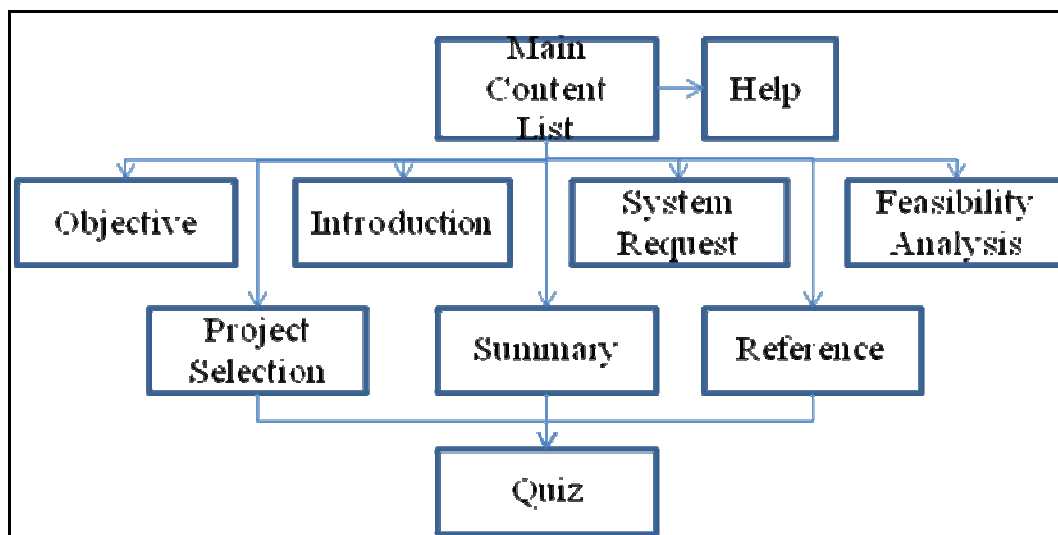 Main
Content
List
Help
Objective
Introduction
System
Request
Feasibility
Analysis
Project
Selection
Summary
Reference
Quiz